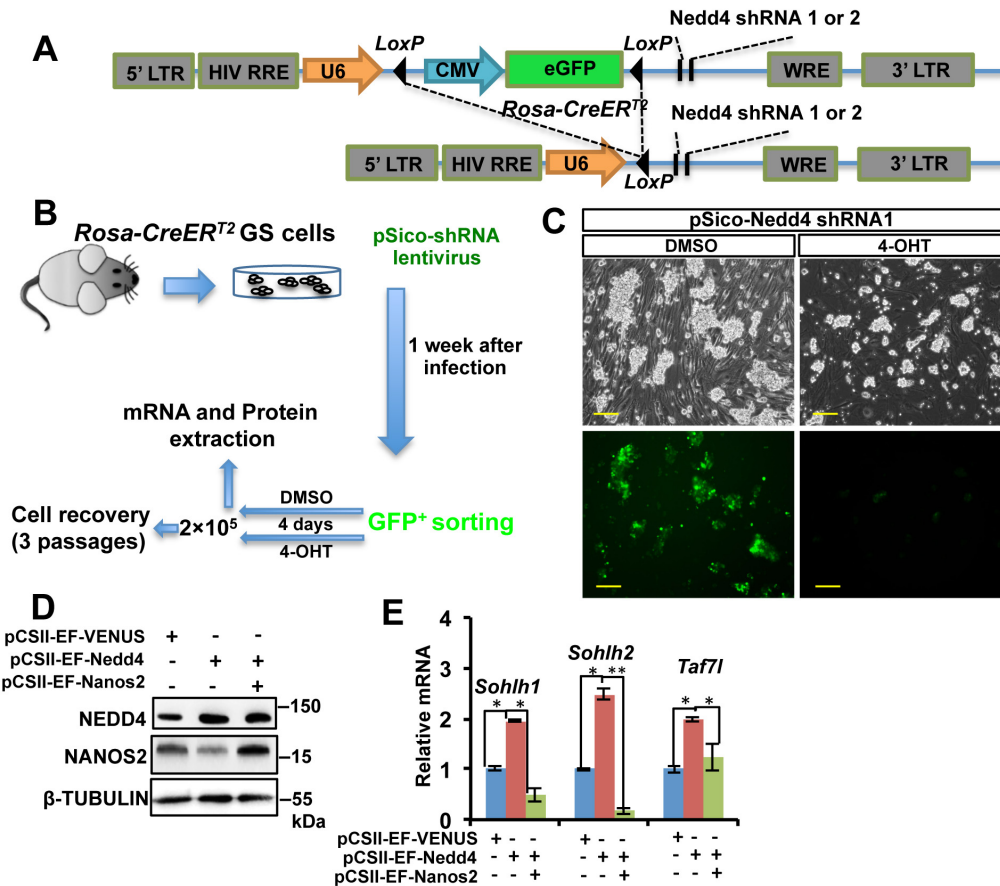 A
LoxP LoxP Nedd4 shRNA 1 or 2
5’ LTR HIV RRE U6 CMV eGFP WRE 3’ LTR
Rosa-CreERT2
Nedd4 shRNA 1 or 2
5’ LTR HIV RRE U6 WRE 3’ LTR
LoxP
B
Rosa-CreERT2 GS cells
pSico-shRNA
lentivirus
1 week after
infection
mRNA and Protein
extraction
DMSO
Cell recovery
(3 passages)
2×10⁵
4 days
4-OHT
GFP⁺ sorting
C
pSico-Nedd4 shRNA1
DMSO 4-OHT
D
pCSII-EF-VENUS + - -
pCSII-EF-Nedd4 - + +
pCSII-EF-Nanos2 - - +
NEDD4 –150
NANOS2 –15
β-TUBULIN –55
kDa
E
Relative mRNA
4
3
2
1
0
Sohlh1
* *
Sohlh2
* **
Taf7l
* *
pCSII-EF-VENUS + - - + - - + - -
pCSII-EF-Nedd4 - + + - + + - + +
pCSII-EF-Nanos2 - - + - - + - - +